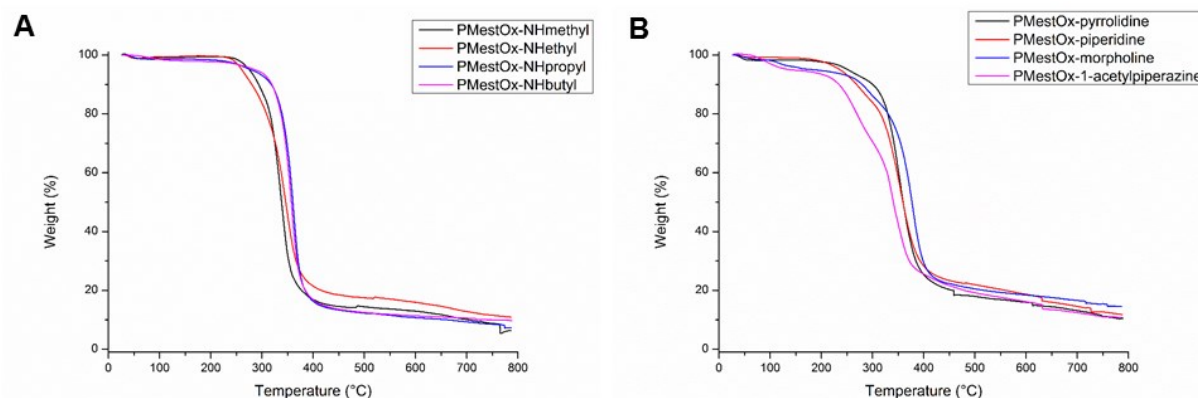 A
PMestOx-NHmethyl
PMestOx-NHethyl
PMestOx-NHpropyl
PMestOx-NHbutyl
100
80
60
40
20
0
Weight (%)
0 100 200 300 400 500 600 700 800
Temperature (°C)
B
PMestOx-pyrrolidine
PMestOx-piperidine
PMestOx-morpholine
PMestOx-1-acetylpiperazine
100
80
60
40
20
0
Weight (%)
0 100 200 300 400 500 600 700 800
Temperature (°C)